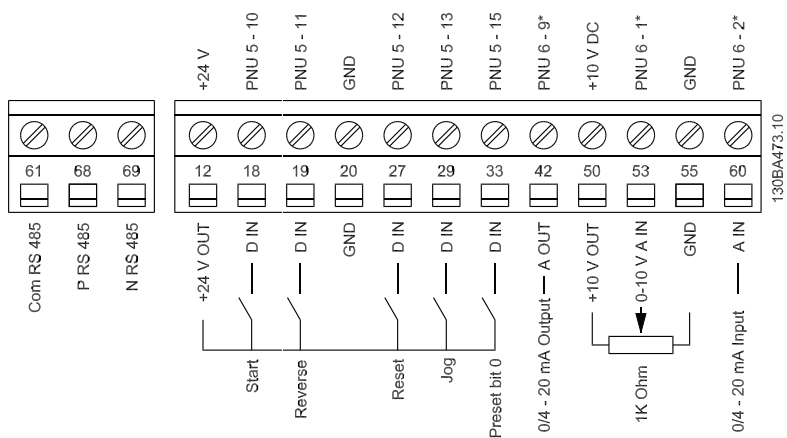 +24 V
PNU 5 - 10
PNU 5 - 11
GND
PNU 5 - 12
PNU 5 - 13
PNU 5 - 15
PNU 6 - 9*
+10 V DC
PNU 6 - 1*
GND
PNU 6 - 2*
61
68
69
12
18
19
20
27
29
33
42
50
53
55
60
130BA473.10
Com RS 485
P RS 485
N RS 485
+24 V OUT
D IN
D IN
GND
D IN
D IN
D IN
0/4 - 20 mA Output
A OUT
+10 V OUT
0-10 V A IN
GND
0/4 - 20 mA Input
A IN
Start
Reverse
Reset
Jog
Preset bit 0
1K Ohm